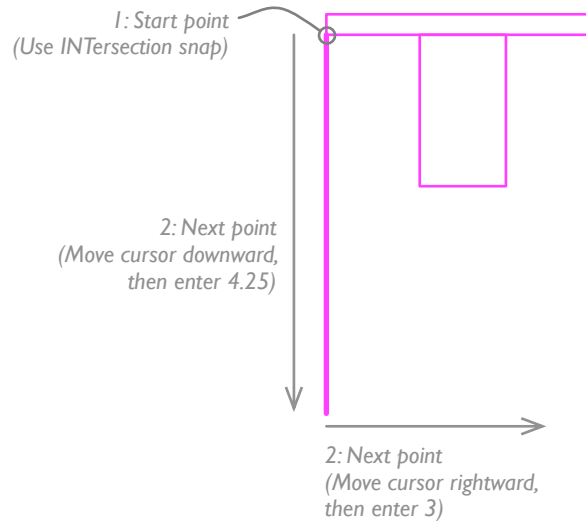 1: Start point
(Use INTersection snap)
2: Next point
(Move cursor downward,
then enter 4.25)
2: Next point
(Move cursor rightward,
then enter 3)